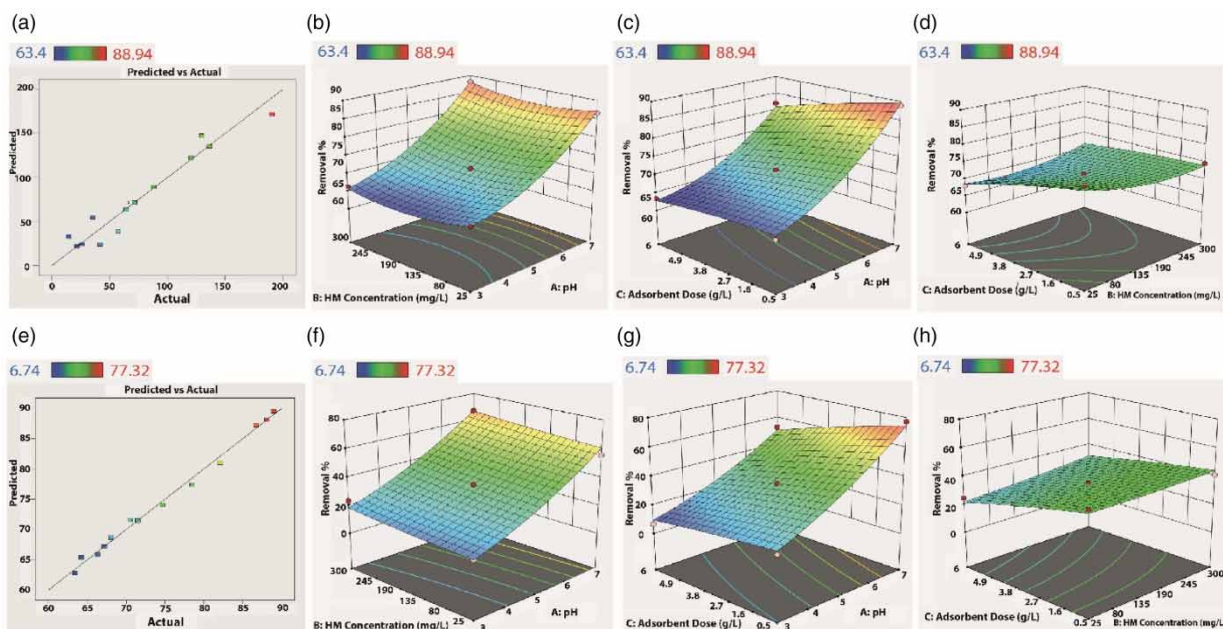 (a)
63.4 88.94
Predicted vs Actual
Predicted
200
150
100
50
0
0 50 100 150 200
Actual
(b)
63.4 88.94
Removal %
90
85
80
75
70
65
60
300 245 190 135 80 25
B: HM Concentration (mg/L)
3 4 5 6 7
A: pH
(c)
63.4 88.94
Removal %
90
85
80
75
70
65
60
6 4.9 3.8 2.7 1.6 0.5
C: Adsorbent Dose (g/L)
3 4 5 6 7
A: pH
(d)
63.4 88.94
Removal %
90
85
80
75
70
65
60
6 4.9 3.8 2.7 1.6 0.5
C: Adsorbent Dose (g/L)
25 80 135 190 245 300
B: HM Concentration (mg/L)
(e)
6.74 77.32
Predicted vs Actual
Predicted
90
85
80
75
70
65
60
60 65 70 75 80 85 90
Actual
(f)
6.74 77.32
Removal %
80
60
40
20
0
300 245 190 135 80 25
B: HM Concentration (mg/L)
3 4 5 6 7
A: pH
(g)
6.74 77.32
Removal %
80
60
40
20
0
6 4.9 3.8 2.7 1.6 0.5
C: Adsorbent Dose (g/L)
3 4 5 6 7
A: pH
(h)
6.74 77.32
Removal %
80
60
40
20
0
6 4.9 3.8 2.7 1.6 0.5
C: Adsorbent Dose (g/L)
25 80 135 190 245 300
B: HM Concentration (mg/L)